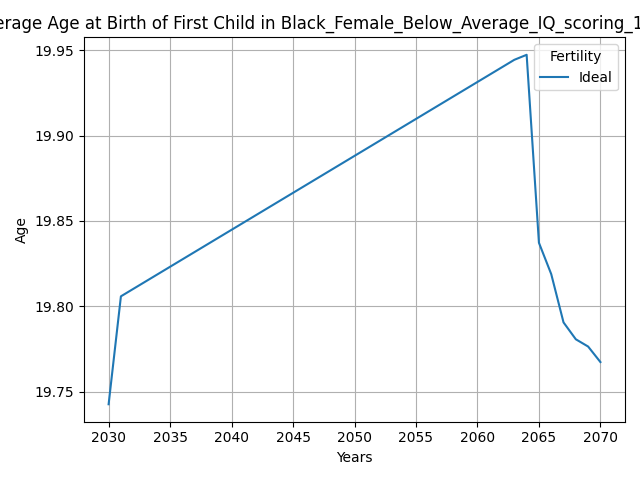 erage Age at Birth of First Child in Black_Female_Below_Average_IQ_scoring_1
Fertility
Ideal
19.95
19.90
19.85
19.80
19.75
Age
2030 2035 2040 2045 2050 2055 2060 2065 2070
Years